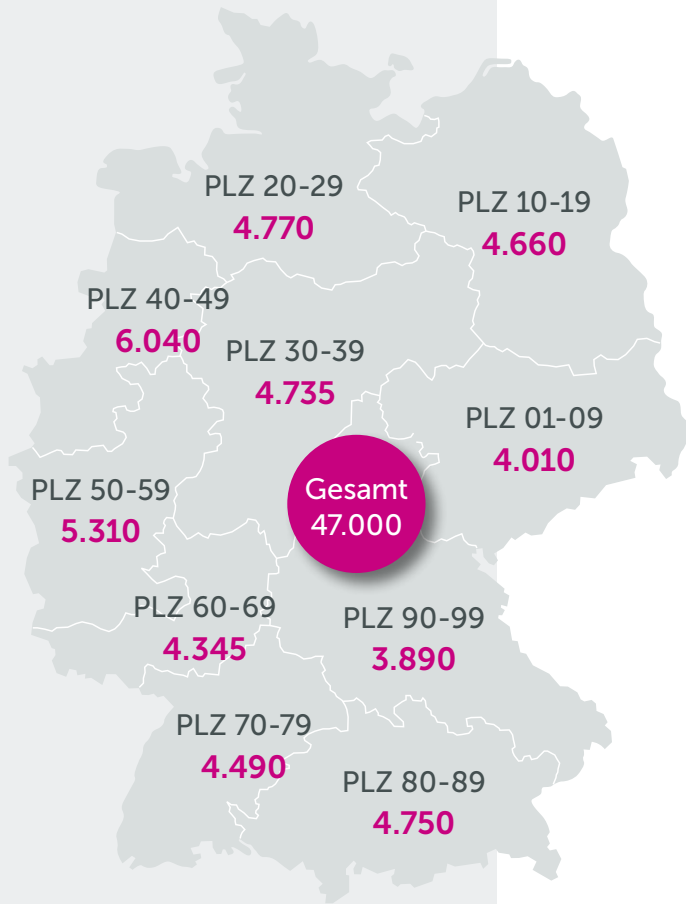 PLZ 20-29
4.770
PLZ 10-19
4.660
PLZ 40-49
6.040
PLZ 30-39
4.735
PLZ 01-09
4.010
PLZ 50-59
5.310
Gesamt
47.000
PLZ 60-69
4.345
PLZ 90-99
3.890
PLZ 70-79
4.490
PLZ 80-89
4.750